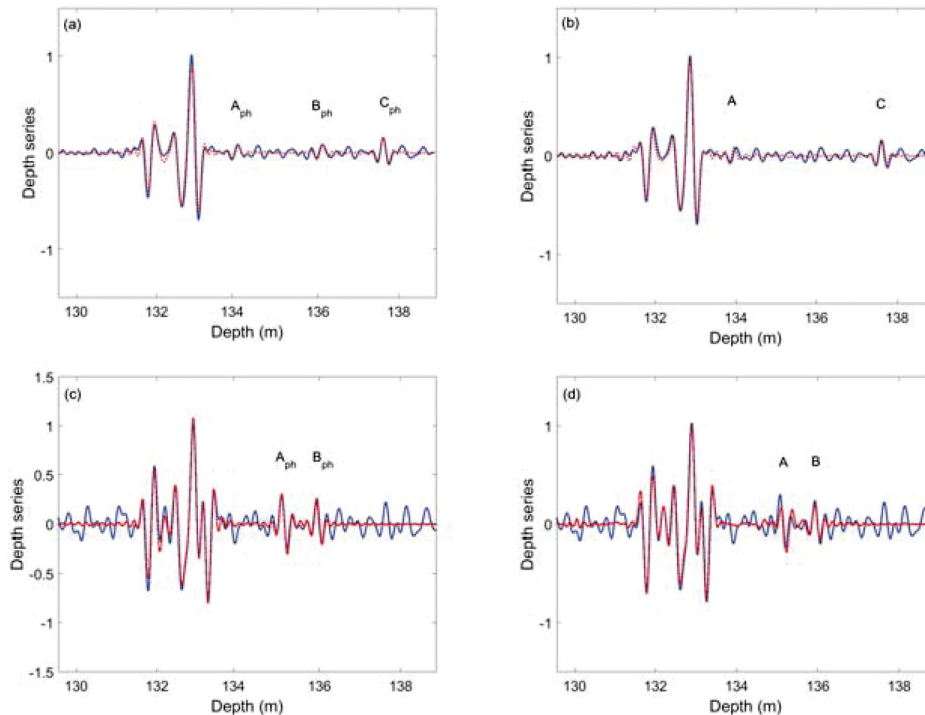 (a)
1
0
-1
Depth series
A_ph B_ph C_ph
130 132 134 136 138
Depth (m)
(b)
1
0
-1
Depth series
A C
130 132 134 136 138
Depth (m)
(c)
1.5
1
0.5
0
-0.5
-1
-1.5
Depth series
A_ph B_ph
130 132 134 136 138
Depth (m)
(d)
1
0
-1
Depth series
A B
130 132 134 136 138
Depth (m)